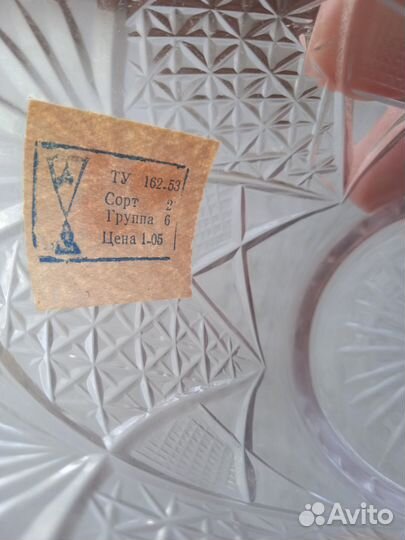 ТУ 162-53
Сорт 2
Группа 6
Цена 1-05
Avito